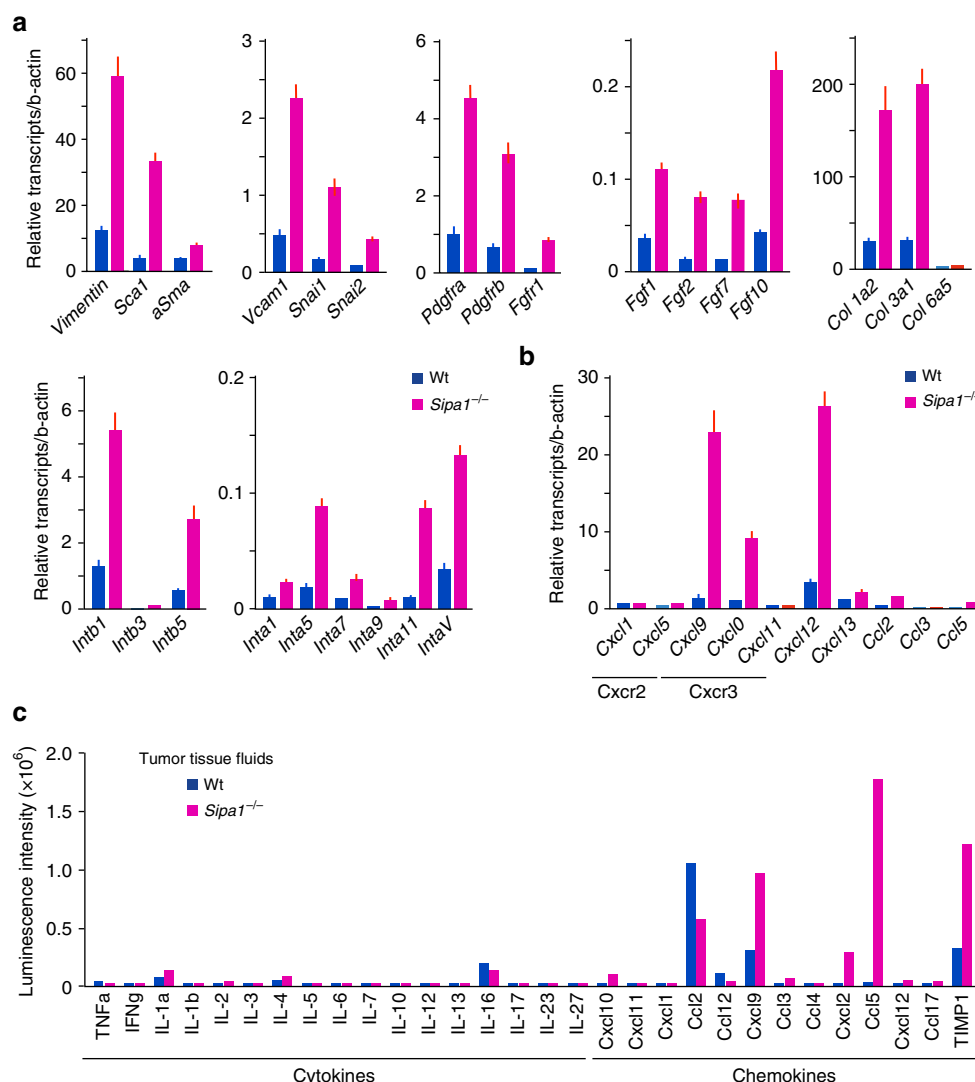 a
Relative transcripts/b-actin
60
40
20
0
Vimentin
Sca1
aSma
3
2
1
0
Vcam1
Snai1
Snai2
6
4
2
0
Pdgfra
Pdgfrb
Fgfr1
0.2
0.1
0
Fgf1
Fgf2
Fgf7
Fgf10
200
100
0
Col 1a2
Col 3a1
Col 6a5
Relative transcripts/b-actin
6
4
2
0
Intb1
Intb3
Intb5
0.2
0.1
0
Wt
Sipa1–/–
Inta1
Inta5
Inta7
Inta9
Inta11
IntaV
b
Relative transcripts/b-actin
30
20
10
0
Wt
Sipa1–/–
Cxcl1
Cxcl5
Cxcl9
Cxcl0
Cxcl11
Cxcl12
Cxcl13
Ccl2
Ccl3
Ccl5
Cxcr2
Cxcr3
c
Luminescence intensity (×10⁶)
2.0
1.5
1.0
0.5
0
Tumor tissue fluids
Wt
Sipa1–/–
TNFa
IFNg
IL-1a
IL-1b
IL-2
IL-3
IL-4
IL-5
IL-6
IL-7
IL-10
IL-12
IL-13
IL-16
IL-17
IL-23
IL-27
Cxcl10
Cxcl11
Cxcl1
Ccl2
Ccl12
Cxcl9
Ccl3
Ccl4
Cxcl2
Ccl5
Cxcl12
Ccl17
TIMP1
Cytokines
Chemokines